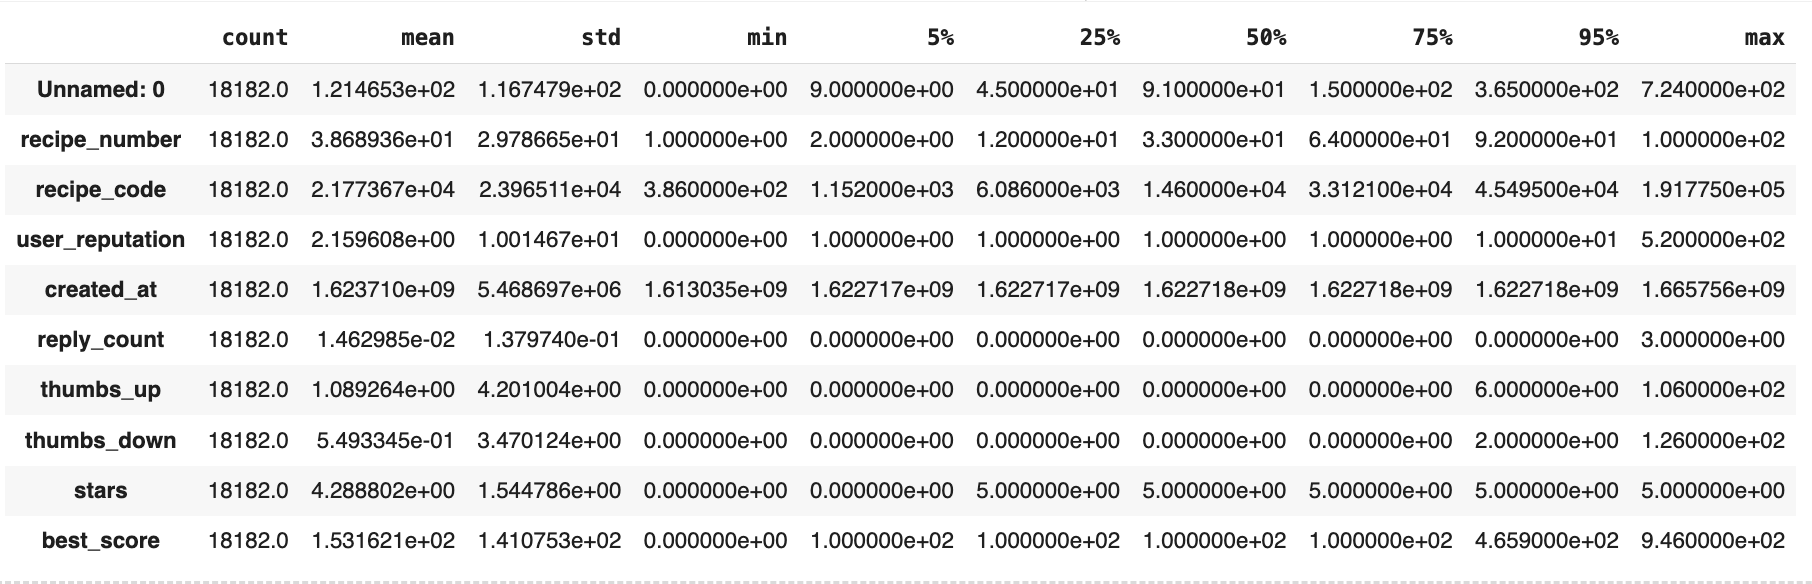 count mean std min 5% 25% 50% 75% 95% max
Unnamed: 0 18182.0 1.214653e+02 1.167479e+02 0.000000e+00 9.000000e+00 4.500000e+01 9.100000e+01 1.500000e+02 3.650000e+02 7.240000e+02
recipe_number 18182.0 3.868936e+01 2.978665e+01 1.000000e+00 2.000000e+00 1.200000e+01 3.300000e+01 6.400000e+01 9.200000e+01 1.000000e+02
recipe_code 18182.0 2.177367e+04 2.396511e+04 3.860000e+02 1.152000e+03 6.086000e+03 1.460000e+04 3.312100e+04 4.549500e+04 1.917750e+05
user_reputation 18182.0 2.159608e+00 1.001467e+01 0.000000e+00 1.000000e+00 1.000000e+00 1.000000e+00 1.000000e+00 1.000000e+01 5.200000e+02
created_at 18182.0 1.623710e+09 5.468697e+06 1.613035e+09 1.622717e+09 1.622717e+09 1.622718e+09 1.622718e+09 1.622718e+09 1.665756e+09
reply_count 18182.0 1.462985e-02 1.379740e-01 0.000000e+00 0.000000e+00 0.000000e+00 0.000000e+00 0.000000e+00 0.000000e+00 3.000000e+00
thumbs_up 18182.0 1.089264e+00 4.201004e+00 0.000000e+00 0.000000e+00 0.000000e+00 0.000000e+00 0.000000e+00 6.000000e+00 1.060000e+02
thumbs_down 18182.0 5.493345e-01 3.470124e+00 0.000000e+00 0.000000e+00 0.000000e+00 0.000000e+00 0.000000e+00 2.000000e+00 1.260000e+02
stars 18182.0 4.288802e+00 1.544786e+00 0.000000e+00 0.000000e+00 5.000000e+00 5.000000e+00 5.000000e+00 5.000000e+00 5.000000e+00
best_score 18182.0 1.531621e+02 1.410753e+02 0.000000e+00 1.000000e+02 1.000000e+02 1.000000e+02 1.000000e+02 4.659000e+02 9.460000e+02